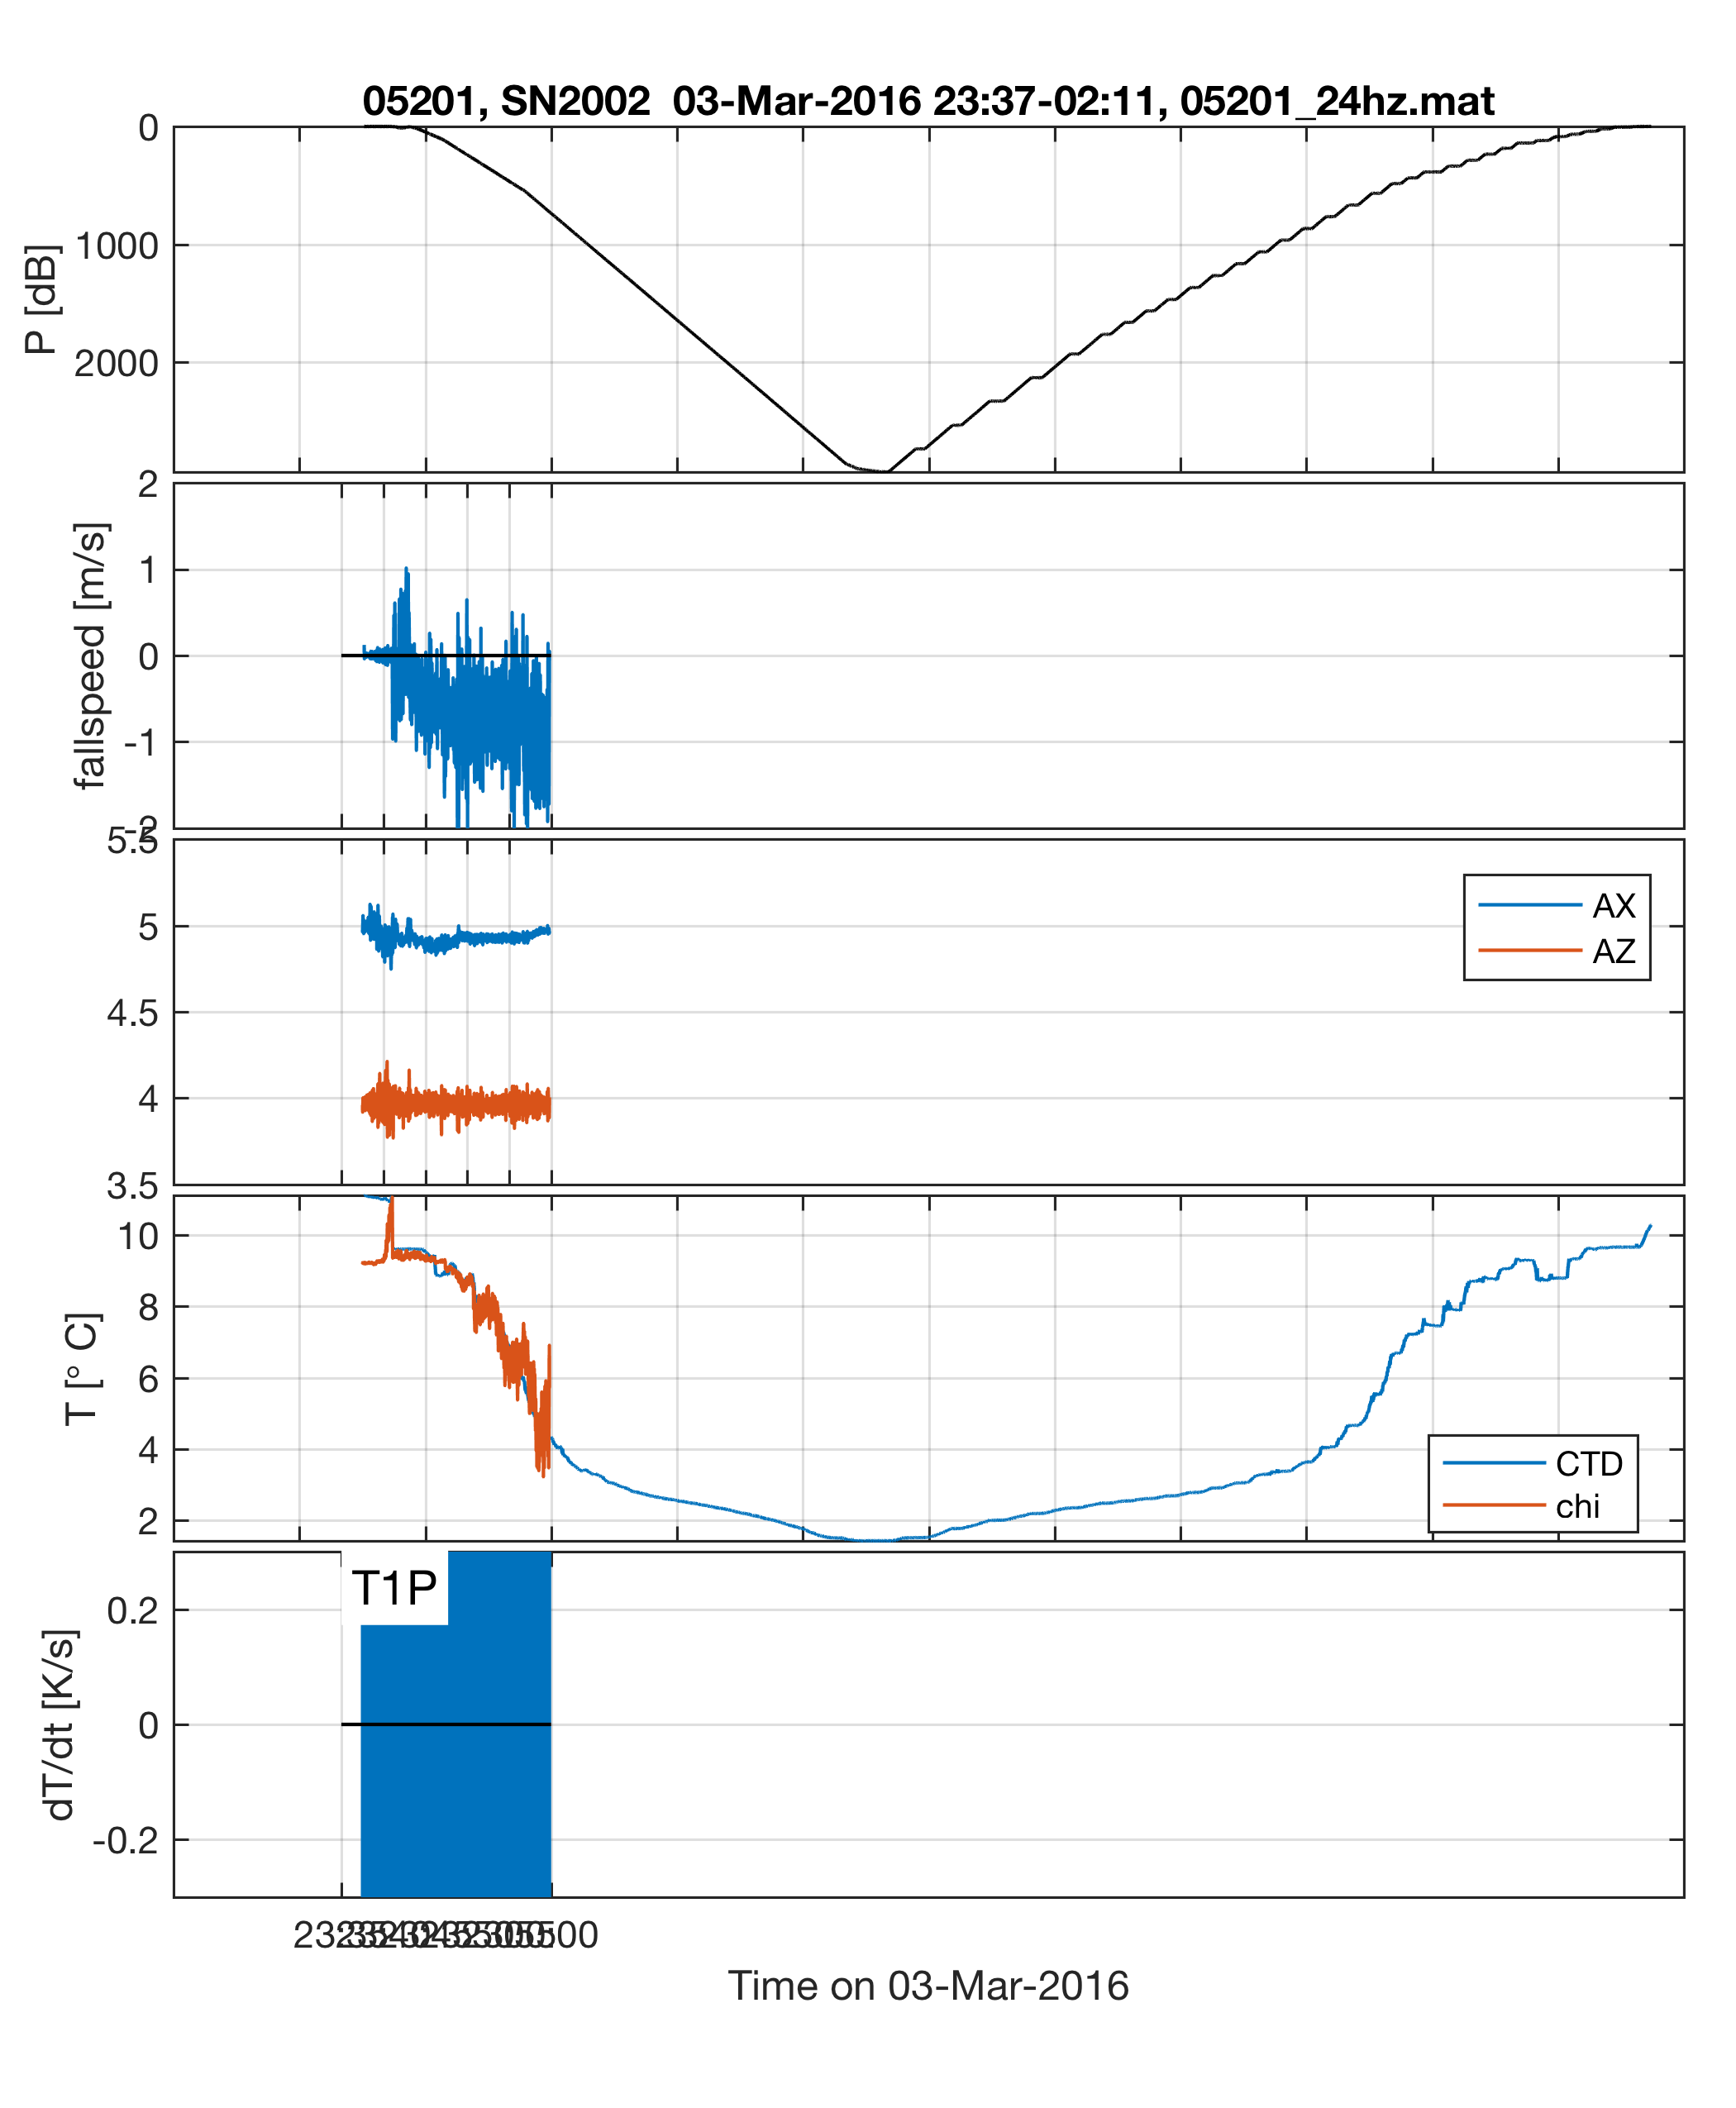 05201, SN2002  03-Mar-2016 23:37-02:11, 05201_24hz.mat
0
1000
2000
P [dB]
2
1
0
-1
-2
fallspeed [m/s]
5.5
5
4.5
4
3.5
AX
AZ
10
8
6
4
2
T [° C]
CTD
chi
T1P
0.2
0
-0.2
dT/dt [K/s]
Time on 03-Mar-2016